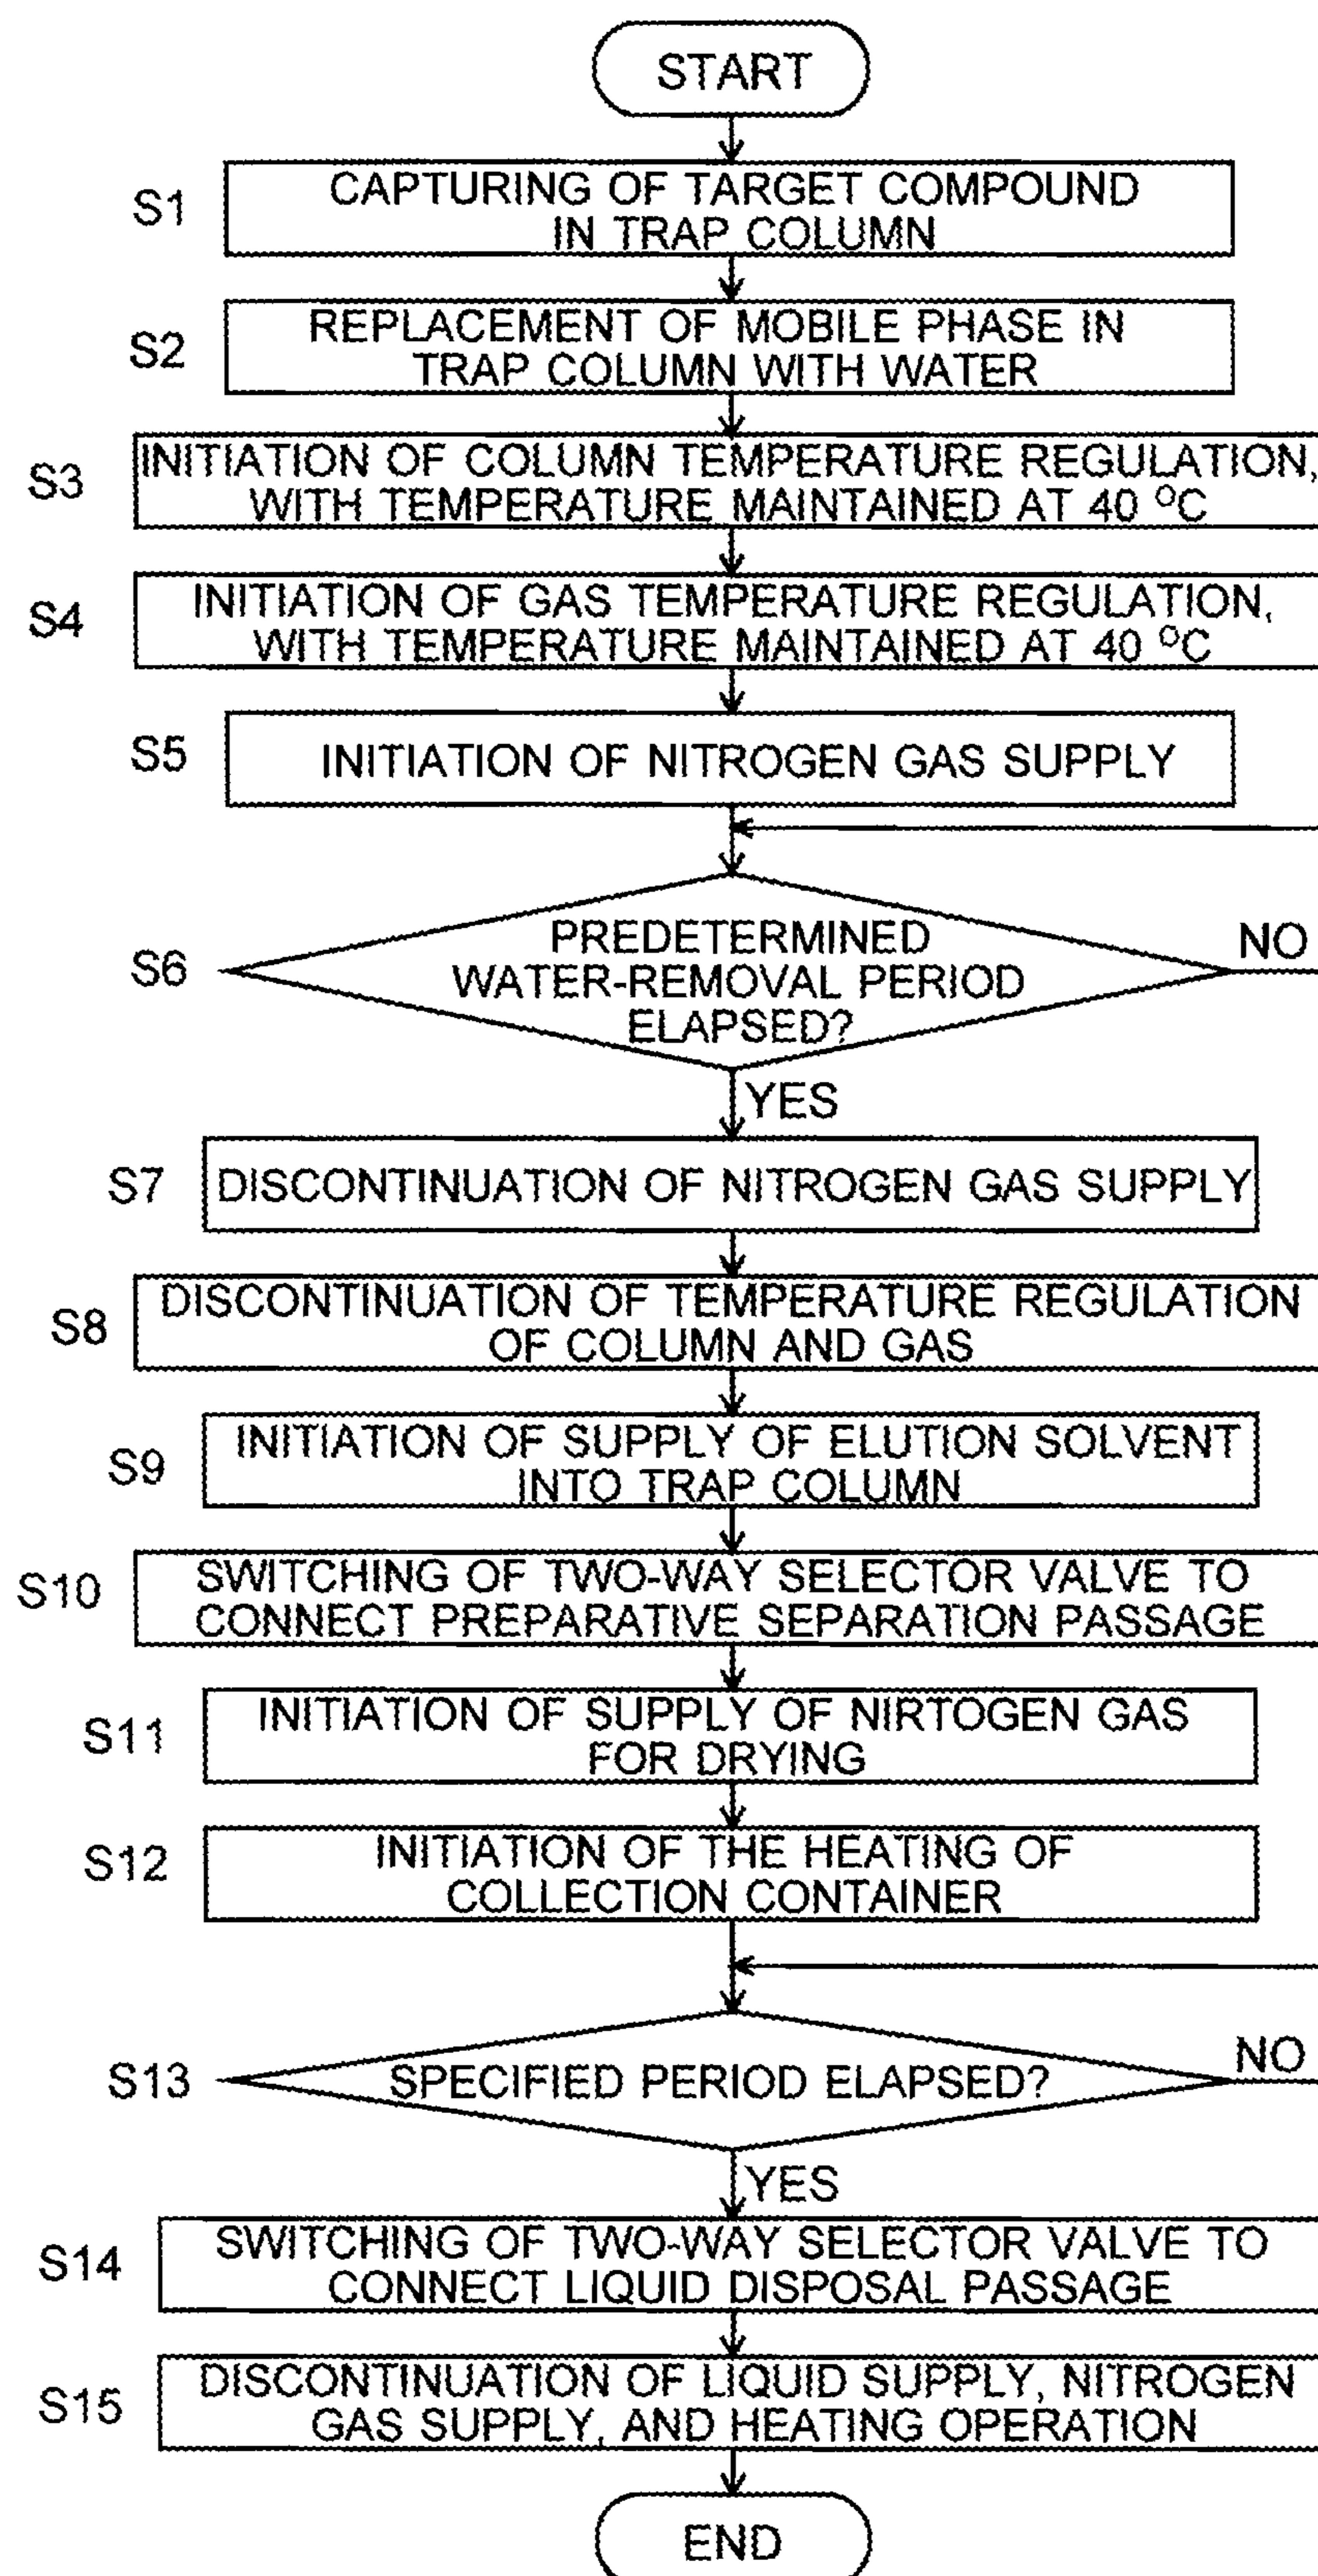 START
S1
CAPTURING OF TARGET COMPOUND
IN TRAP COLUMN
S2
REPLACEMENT OF MOBILE PHASE IN
TRAP COLUMN WITH WATER
S3
INITIATION OF COLUMN TEMPERATURE REGULATION,
WITH TEMPERATURE MAINTAINED AT 40 °C
S4
INITIATION OF GAS TEMPERATURE REGULATION,
WITH TEMPERATURE MAINTAINED AT 40 °C
S5
INITIATION OF NITROGEN GAS SUPPLY
S6
PREDETERMINED
WATER-REMOVAL PERIOD
ELAPSED?
NO
YES
S7
DISCONTINUATION OF NITROGEN GAS SUPPLY
S8
DISCONTINUATION OF TEMPERATURE REGULATION
OF COLUMN AND GAS
S9
INITIATION OF SUPPLY OF ELUTION SOLVENT
INTO TRAP COLUMN
S10
SWITCHING OF TWO-WAY SELECTOR VALVE TO
CONNECT PREPARATIVE SEPARATION PASSAGE
S11
INITIATION OF SUPPLY OF NIRTOGEN GAS
FOR DRYING
S12
INITIATION OF THE HEATING OF
COLLECTION CONTAINER
S13
SPECIFIED PERIOD ELAPSED?
NO
YES
S14
SWITCHING OF TWO-WAY SELECTOR VALVE TO
CONNECT LIQUID DISPOSAL PASSAGE
S15
DISCONTINUATION OF LIQUID SUPPLY, NITROGEN
GAS SUPPLY, AND HEATING OPERATION
END